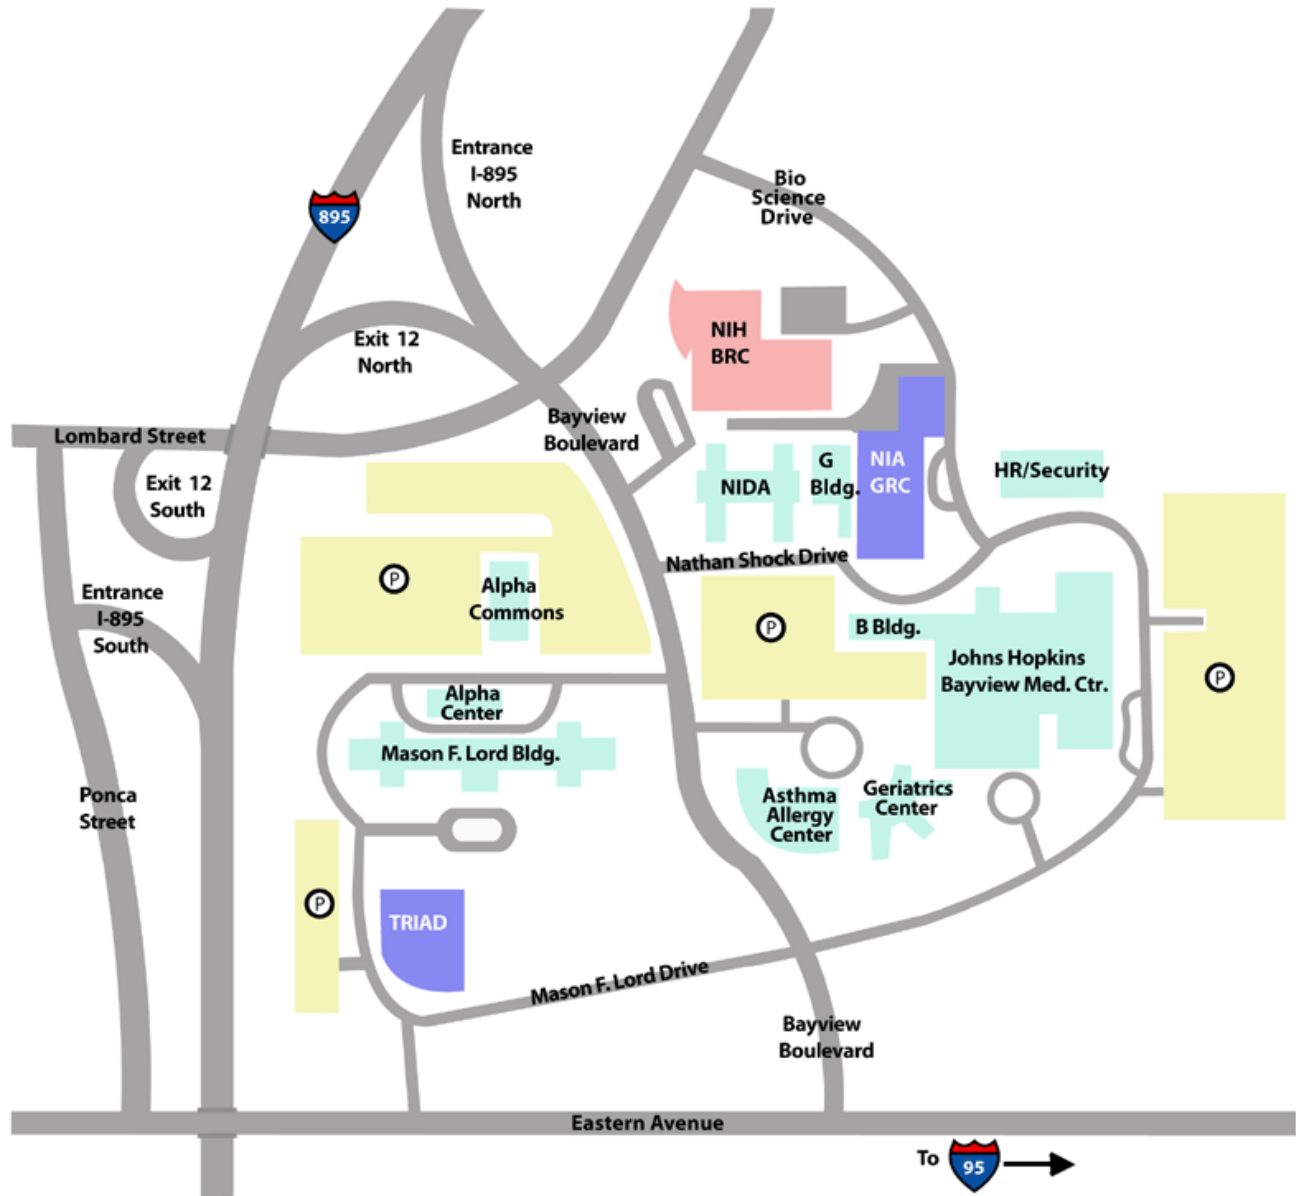 Entrance
I-895
North
Bio
Science
Drive
895
NIH
BRC
Exit 12
North
Bayview
Boulevard
Lombard Street
Exit 12
South
G
Bldg.
NIA
GRC
NIDA
HR/Security
Nathan Shock Drive
P
Alpha
Commons
Entrance
I-895
South
P
B Bldg.
Johns Hopkins
Bayview Med. Ctr.
P
Alpha
Center
Mason F. Lord Bldg.
Ponca
Street
Asthma
Allergy
Center
Geriatrics
Center
P
TRIAD
Mason F. Lord Drive
Bayview
Boulevard
Eastern Avenue
To
95